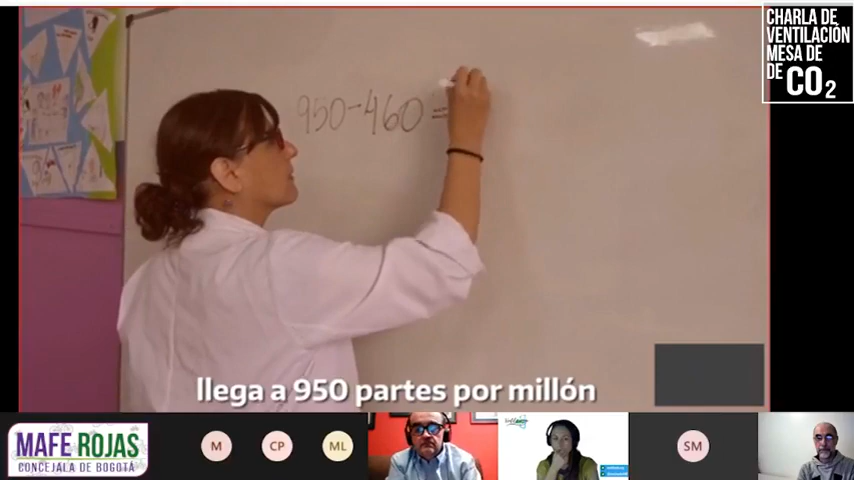 CHARLA DE
VENTILACIÓN
MESA DE
DE CO2
950-460=
llega a 950 partes por millón
MAFE ROJAS
CONCEJALA DE BOGOTÁ
M
CP
ML
SM